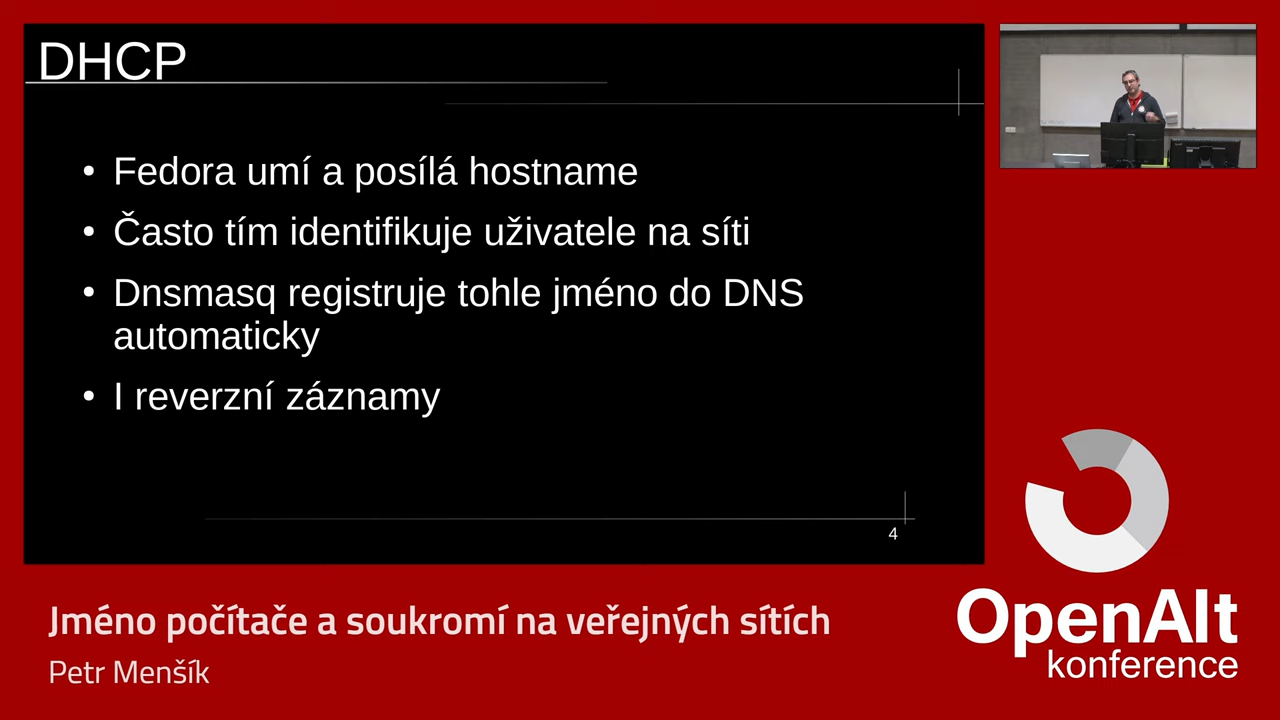 DHCP
• Fedora umí a posílá hostname
• Často tím identifikuje uživatele na síti
• Dnsmasq registruje tohle jméno do DNS
automaticky
• I reverzní záznamy
4
Jméno počítače a soukromí na veřejných sítích
Petr Menšík
OpenAlt
konference